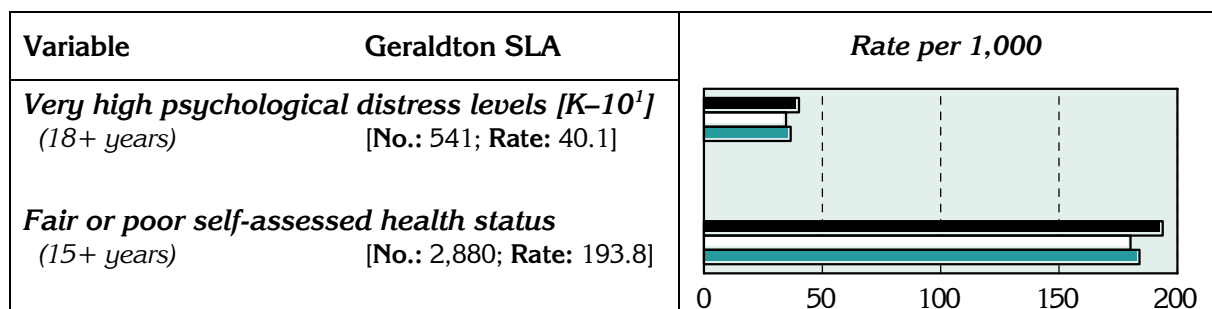 Variable Geraldton SLA Rate per 1,000
Very high psychological distress levels [K–10¹]
(18+ years) [No.: 541; Rate: 40.1]
Fair or poor self-assessed health status
(15+ years) [No.: 2,880; Rate: 193.8]
0 50 100 150 200